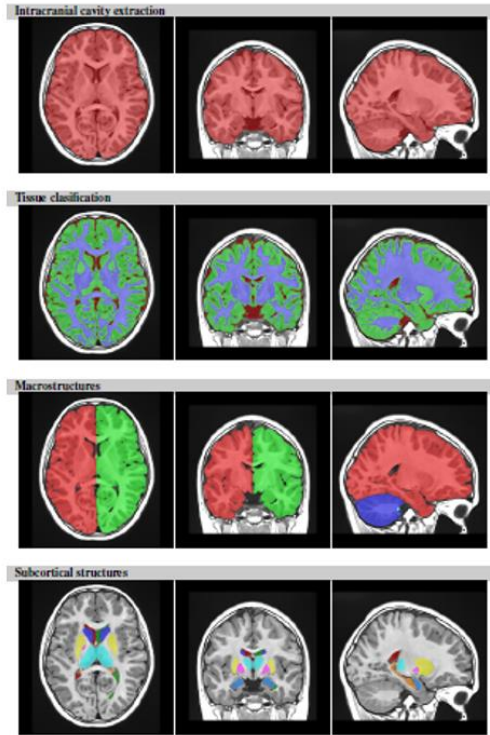 Intracranial cavity extraction
Tissue clasification
Macrostructures
Subcortical structures